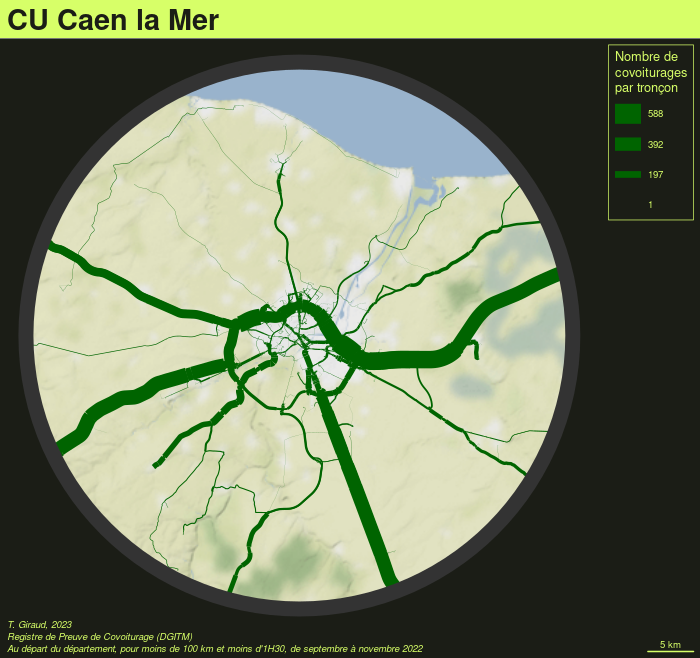 CU Caen la Mer
Nombre de
covoiturages
par tronçon
588
392
197
1
T. Giraud, 2023
Registre de Preuve de Covoiturage (DGITM)
Au départ du département, pour moins de 100 km et moins d'1H30, de septembre à novembre 2022
5 km